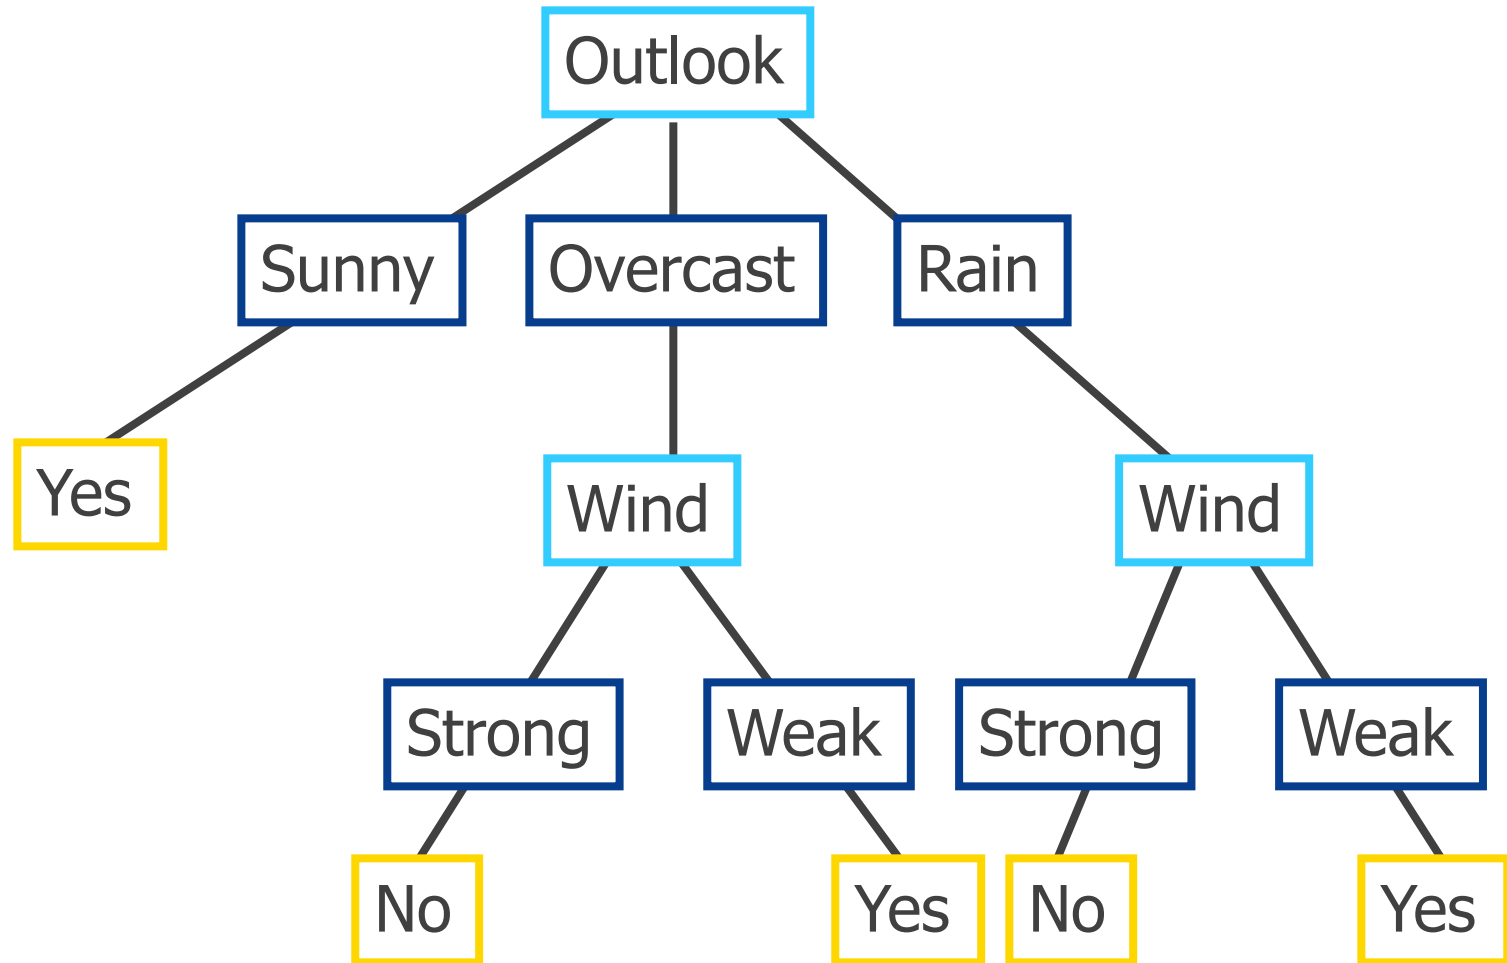 Outlook
Sunny
Overcast
Rain
Yes
Wind
Wind
Strong
Weak
Strong
Weak
No
Yes
No
Yes